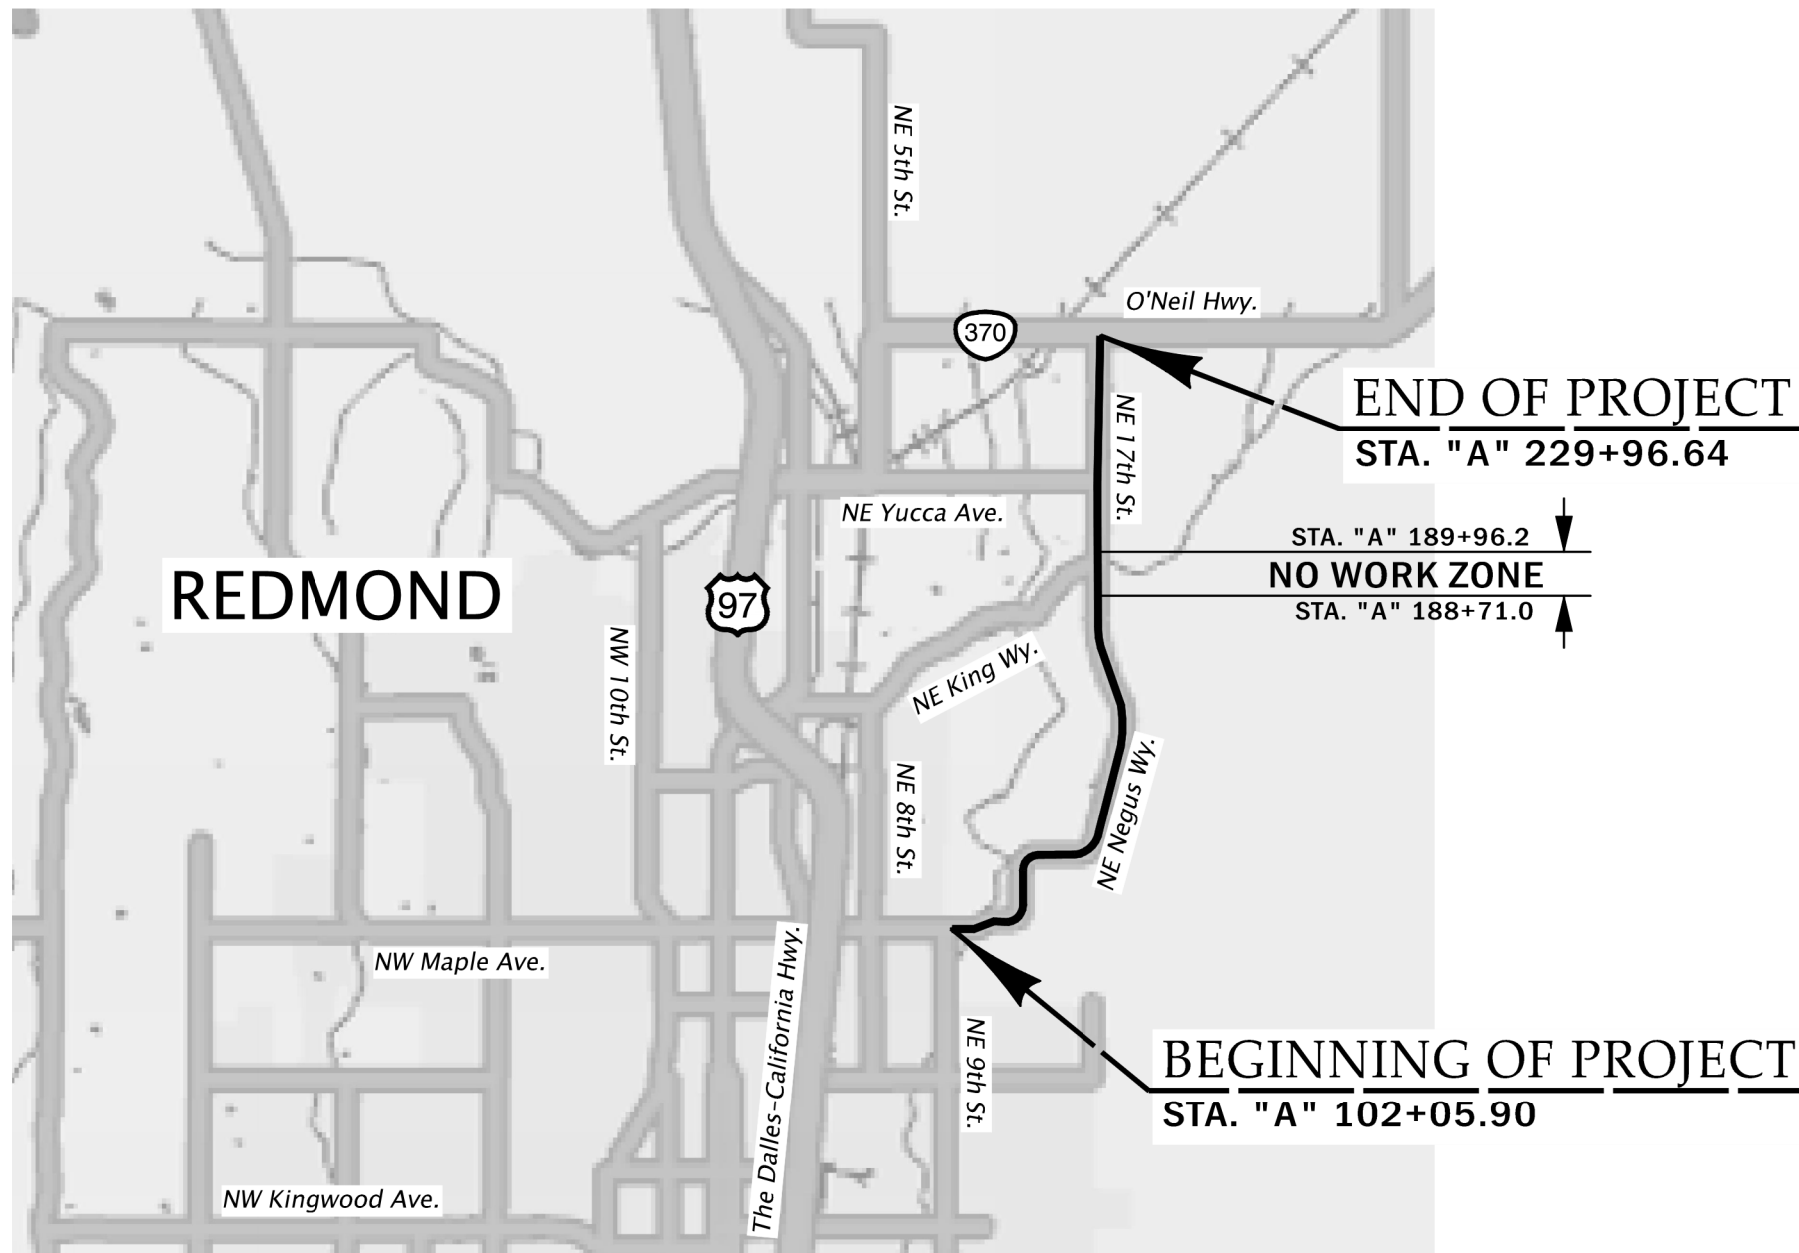 NE 5th St.
O'Neil Hwy.
370
END OF PROJECT
STA. "A" 229+96.64
NE 17th St.
NE Yucca Ave.
STA. "A" 189+96.2
NO WORK ZONE
STA. "A" 188+71.0
REDMOND
97
NW 10th St.
NE King Wy.
NE 8th St.
NE Negus Wy.
NW Maple Ave.
The Dalles-California Hwy.
NE 9th St.
BEGINNING OF PROJECT
STA. "A" 102+05.90
NW Kingwood Ave.